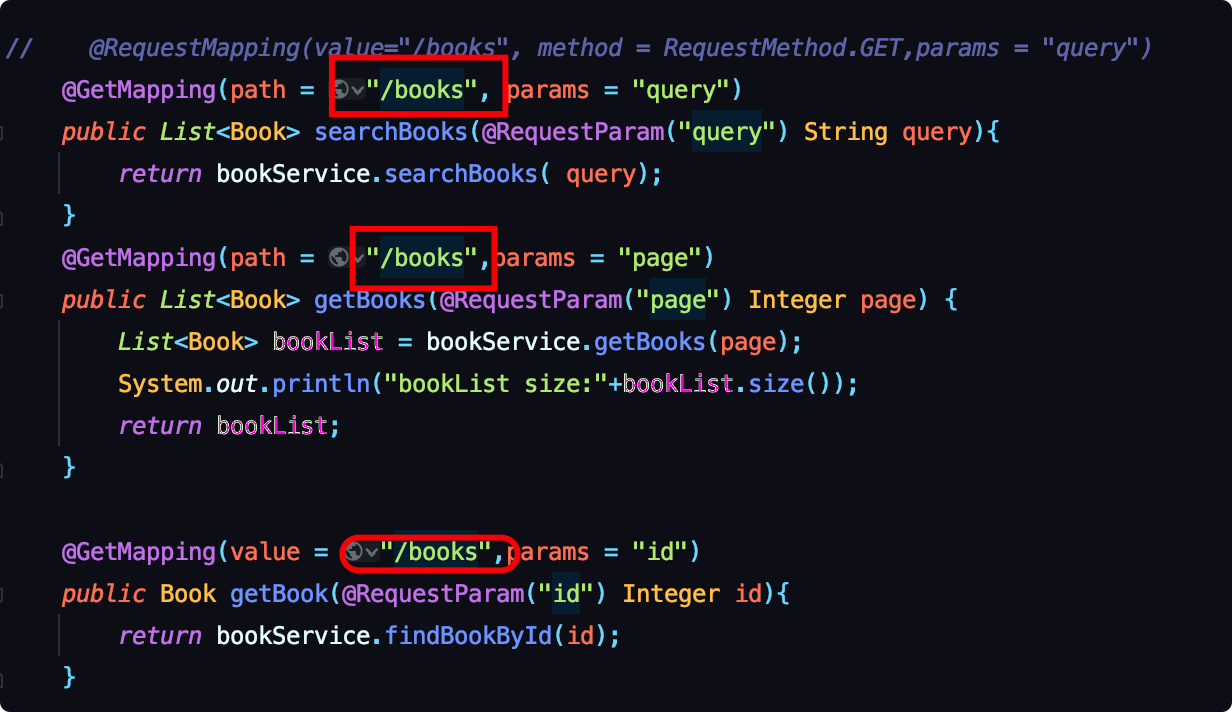 //    @RequestMapping(value="/books", method = RequestMethod.GET,params = "query")
@GetMapping(path = "/books", params = "query")
public List<Book> searchBooks(@RequestParam("query") String query){
return bookService.searchBooks( query);
}
@GetMapping(path = "/books",params = "page")
public List<Book> getBooks(@RequestParam("page") Integer page) {
List<Book> bookList = bookService.getBooks(page);
System.out.println("bookList size:"+bookList.size());
return bookList;
}
@GetMapping(value = "/books",params = "id")
public Book getBook(@RequestParam("id") Integer id){
return bookService.findBookById(id);
}